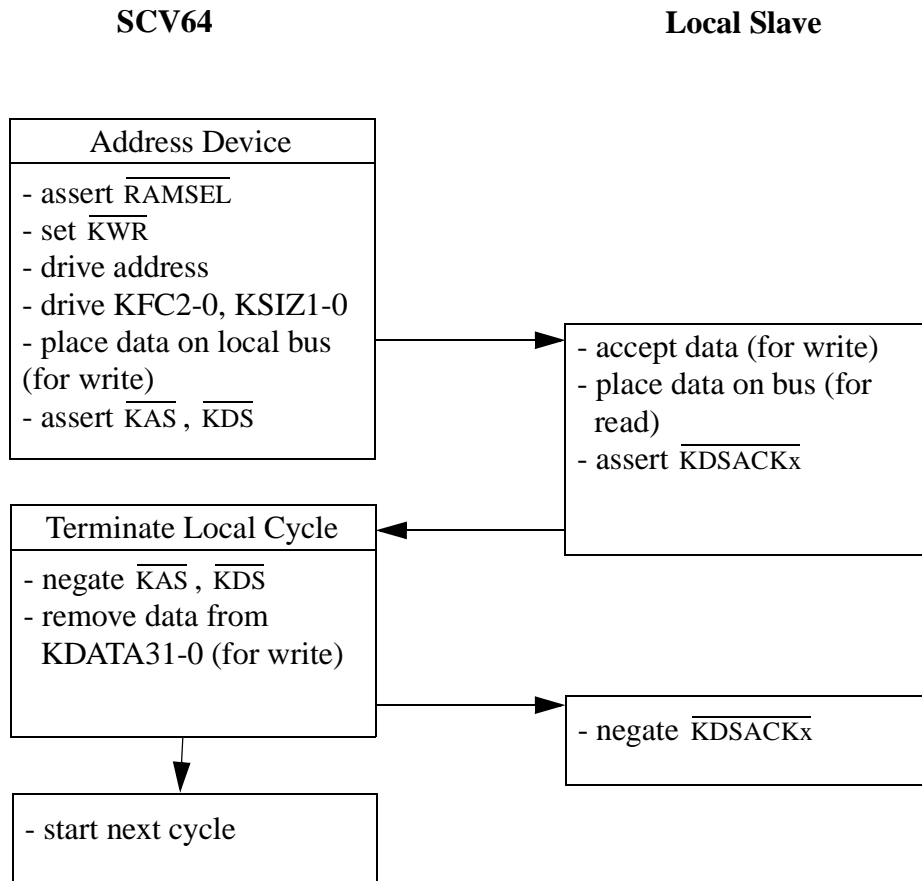 SCV64
Local Slave
Address Device
- assert RAMSEL
- set KWR
- drive address
- drive KFC2-0, KSIZ1-0
- place data on local bus
(for write)
- assert KAS , KDS
- accept data (for write)
- place data on bus (for
read)
- assert KDSACKx
Terminate Local Cycle
- negate KAS , KDS
- remove data from
KDATA31-0 (for write)
- negate KDSACKx
- start next cycle